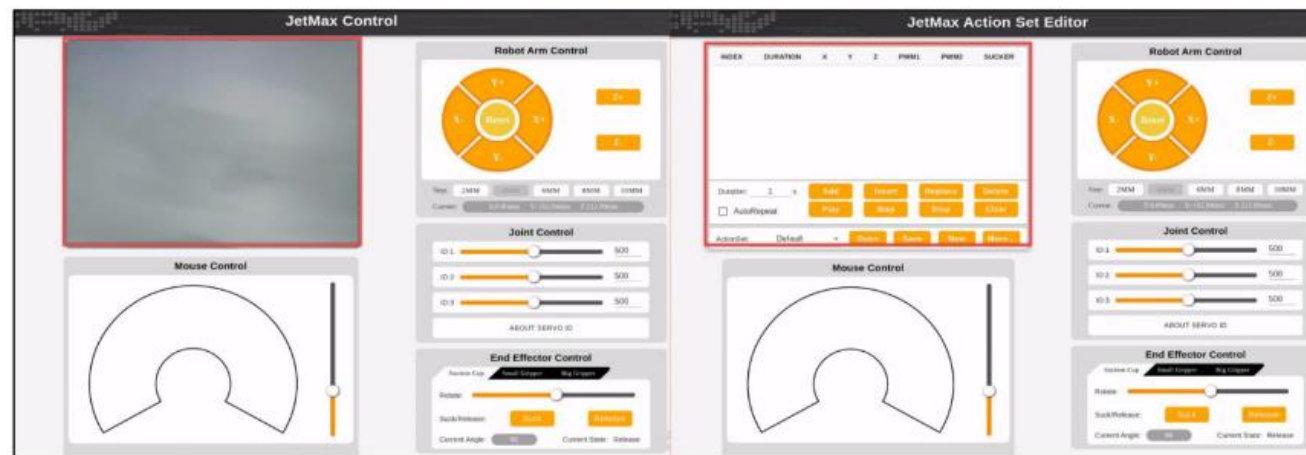 JetMax Control
Robot Arm Control
Y+
Z+
X-
Reset
X+
Z-
Y-
Step: 2MM 6MM 8MM 10MM
Current:
Joint Control
ID:1 500
ID:2 500
ID:3 500
ABOUT SERVO ID
Mouse Control
End Effector Control
Suction Cup Small Gripper Big Gripper
Rotate:
Suck/Release: Suck Release
Current Angle: 90 Current State: Release
JetMax Action Set Editor
INDEX DURATION X Y Z PWM1 PWM2 SUCKER
Duration: 1 s Add Insert Replace Delete
AutoRepeat Play Step Stop Clear
ActionSet: Default Open Save New More..
Robot Arm Control
Y+
Z+
X-
Reset
X+
Z-
Y-
Step: 2MM 6MM 8MM 10MM
Current:
Joint Control
ID:1 500
ID:2 500
ID:3 500
ABOUT SERVO ID
Mouse Control
End Effector Control
Suction Cup Small Gripper Big Gripper
Rotate:
Suck/Release: Suck Release
Current Angle: 90 Current State: Release